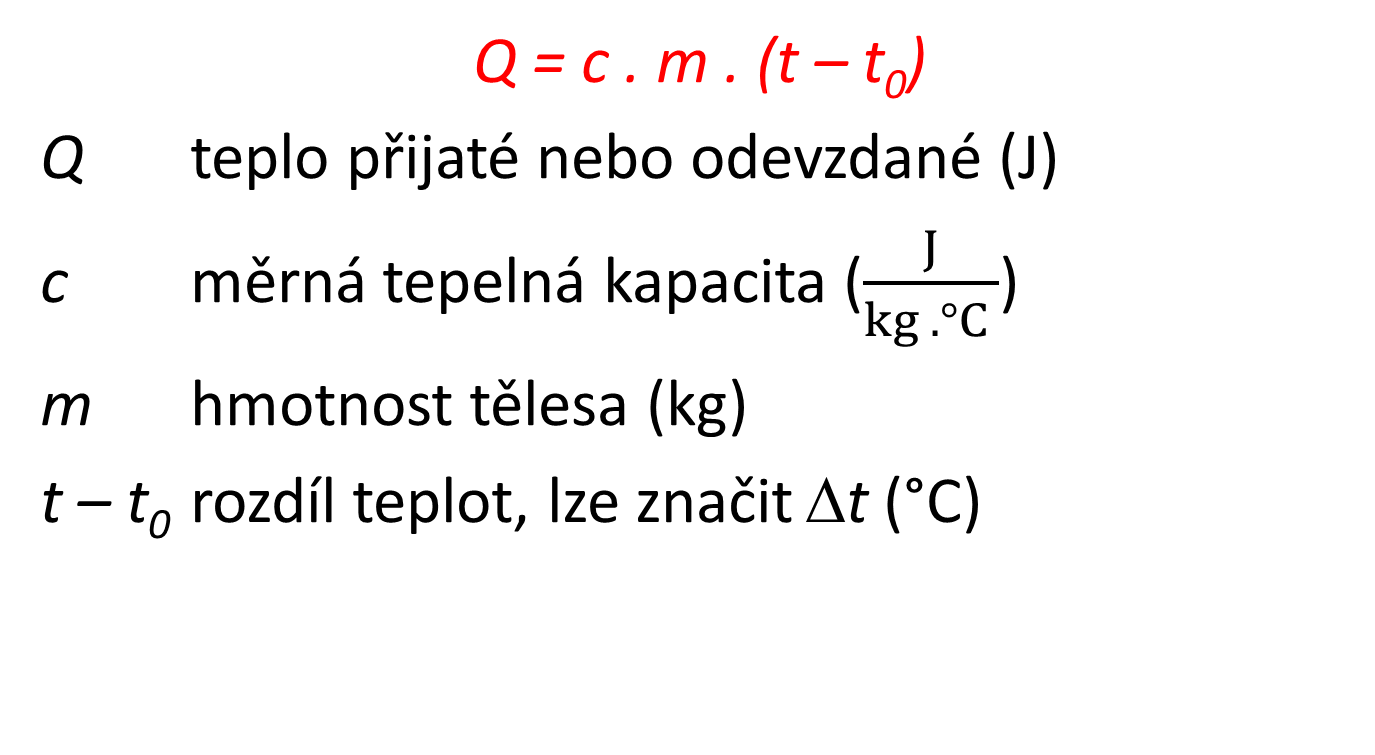 Q = c . m . (t – t₀)
Q teplo přijaté nebo odevzdané (J)
c měrná tepelná kapacita (J/kg .°C)
m hmotnost tělesa (kg)
t – t₀ rozdíl teplot, lze značit Δt (°C)